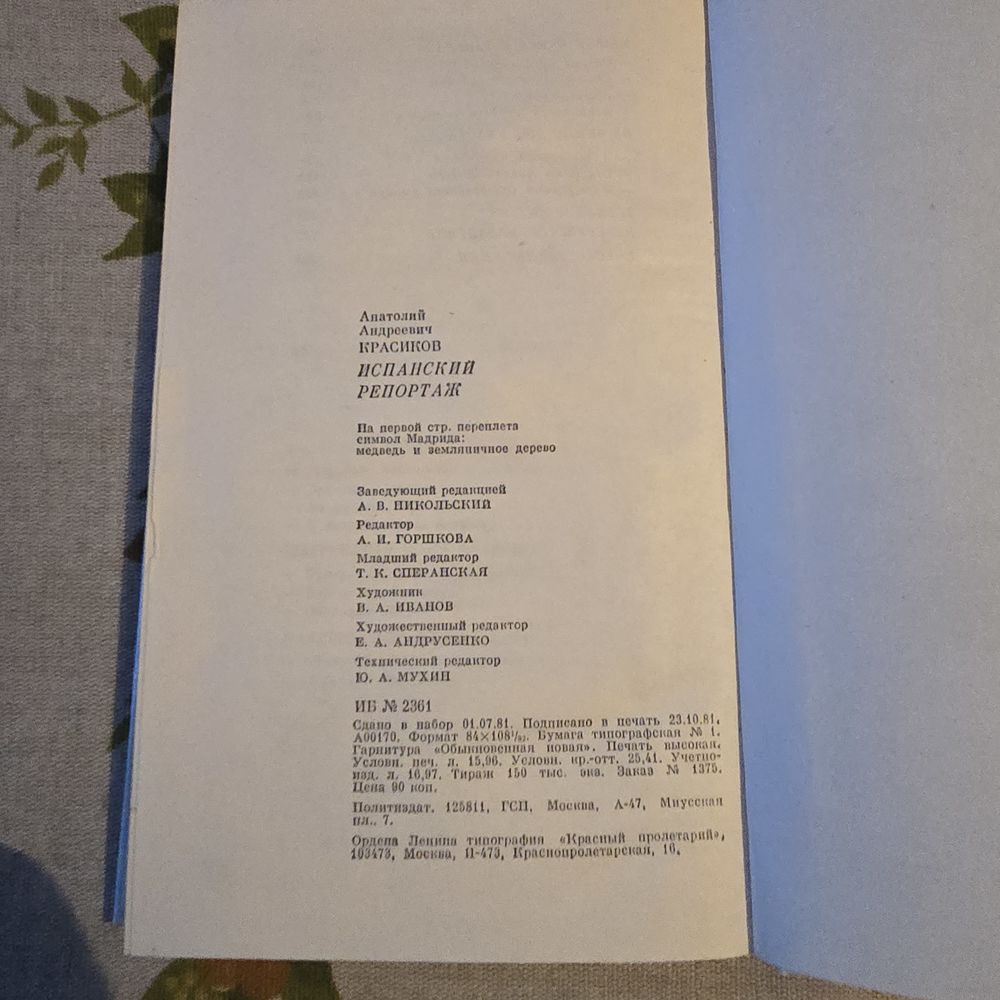 Анатолий
Андреевич
КРАСИКОВ
ИСПАНСКИЙ
РЕПОРТАЖ
На первой стр. переплета
символ Мадрида:
медведь и земляничное дерево
Заведующий редакцией
А. В. НИКОЛЬСКИЙ
Редактор
А. И. ГОРШКОВА
Младший редактор
Т. К. СПЕРАНСКАЯ
Художник
В. А. ИВАНОВ
Художественный редактор
Е. А. АНДРУСЕНКО
Технический редактор
Ю. А. МУХИН
ИБ № 2361
Сдано в набор 01.07.81. Подписано в печать 23.10.81.
А00170. Формат 84×108¹/₃₂. Бумага типографская № 1.
Гарнитура «Обыкновенная новая». Печать высокая.
Условн. печ. л. 15,96. Условн. кр.-отт. 25,41. Учетно-
изд. л. 16,97. Тираж 150 тыс. экз. Заказ № 1375.
Цена 90 коп.
Политиздат. 125811, ГСП, Москва, А-47, Миусская
пл., 7.
Ордена Ленина типография «Красный пролетарий»,
103473, Москва, И-473, Краснопролетарская, 16.